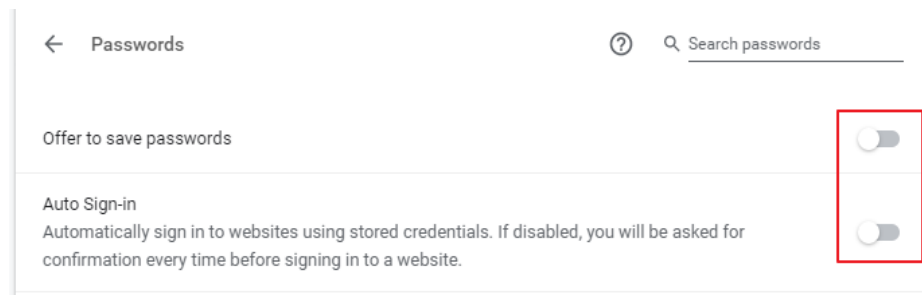 Passwords
Search passwords
Offer to save passwords
Auto Sign-in
Automatically sign in to websites using stored credentials. If disabled, you will be asked for
confirmation every time before signing in to a website.